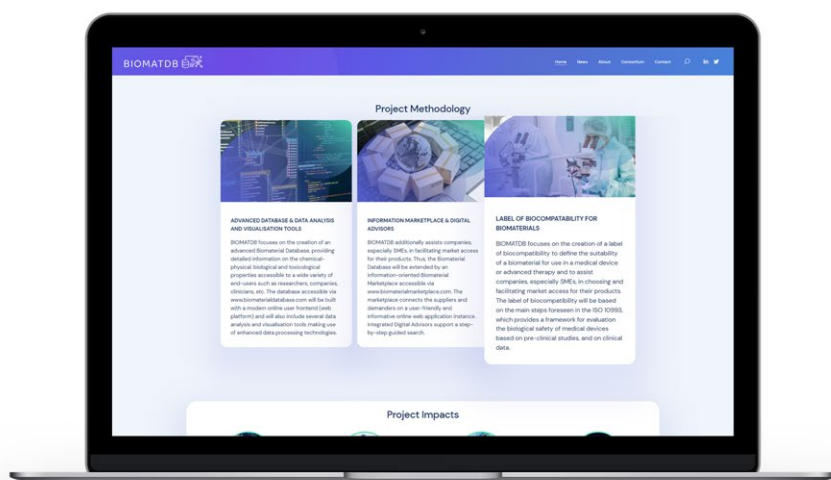 BIOMATDB
Home News About Consortium Contact
Project Methodology
ADVANCED DATABASE & DATA ANALYSIS
AND VISUALISATION TOOLS
BIOMATDB focuses on the creation of an
advanced Biomaterial Database, providing
detailed information on the chemical-
physical, biological and toxicological
properties accessible to a wide variety of
end-users such as researchers, companies,
clinicians, etc. The database accessible via
www.biomaterialdatabase.com will be built
with a modern online user frontend (web
platform) and will also include several data
analysis and visualisation tools making use
of enhanced data processing technologies.
INFORMATION MARKETPLACE & DIGITAL
ADVISORS
BIOMATDB additionally assists companies,
especially SMEs, in facilitating market access
for their products. Thus, the Biomaterial
Database will be extended by an
information-oriented Biomaterial
Marketplace accessible via
www.biomaterialmarketplace.com. The
marketplace connects the suppliers and
demanders on a user-friendly and
informative online web application instance.
Integrated Digital Advisors support a step-
by-step guided search.
LABEL OF BIOCOMPATABILITY FOR
BIOMATERIALS
BIOMATDB focuses on the creation of a label
of biocompatibility to define the suitability
of a biomaterial for use in a medical device
or advanced therapy and to assist
companies, especially SMEs, in choosing and
facilitating market access for their products.
The label of biocompatibility will be based
on the main steps foreseen in the ISO 10993,
which provides a framework for evaluation
the biological safety of medical devices
based on pre-clinical studies, and on clinical
data.
Project Impacts